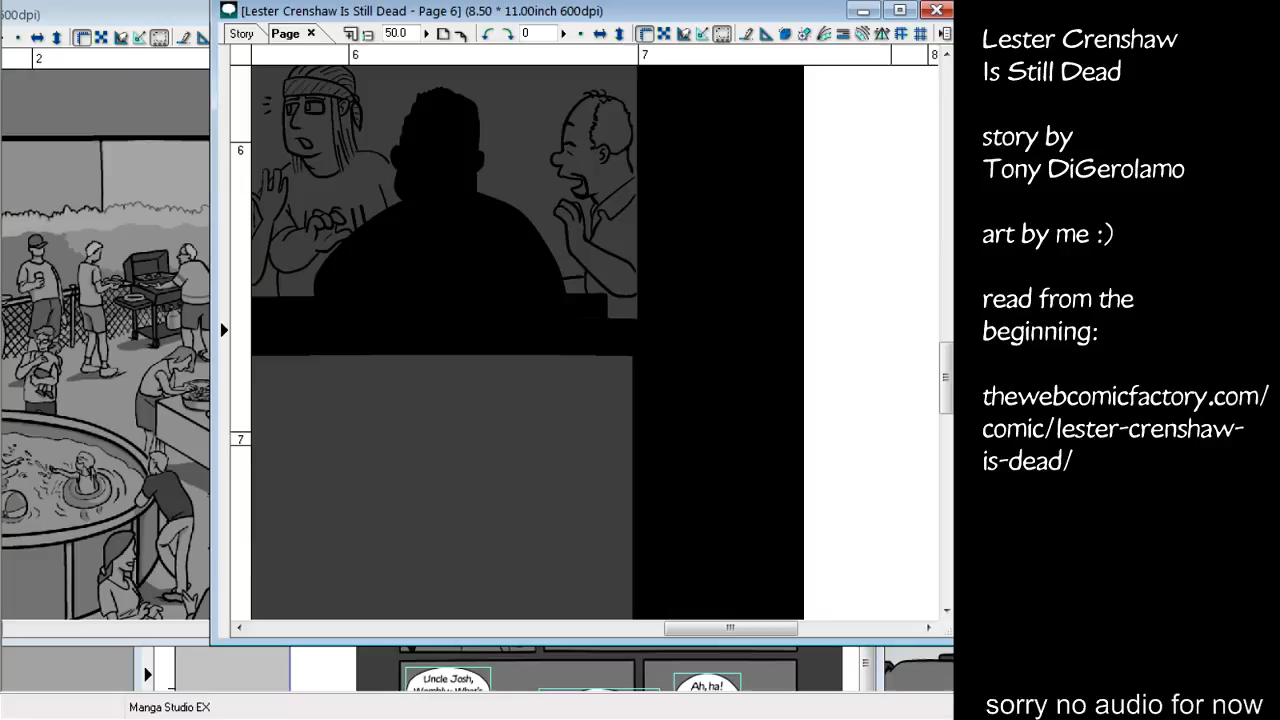 600dpi)
[Lester Crenshaw Is Still Dead - Page 6] (8.50 * 11.00inch 600dpi)
Story Page 50.0 0
2
6 7 8
6
7
Uncle Josh,
Wembly: What's
Ah, ha!
Manga Studio EX
Lester Crenshaw
Is Still Dead
story by
Tony DiGerolamo
art by me :)
read from the
beginning:
thewebcomicfactory.com/
comic/lester-crenshaw-
is-dead/
sorry no audio for now